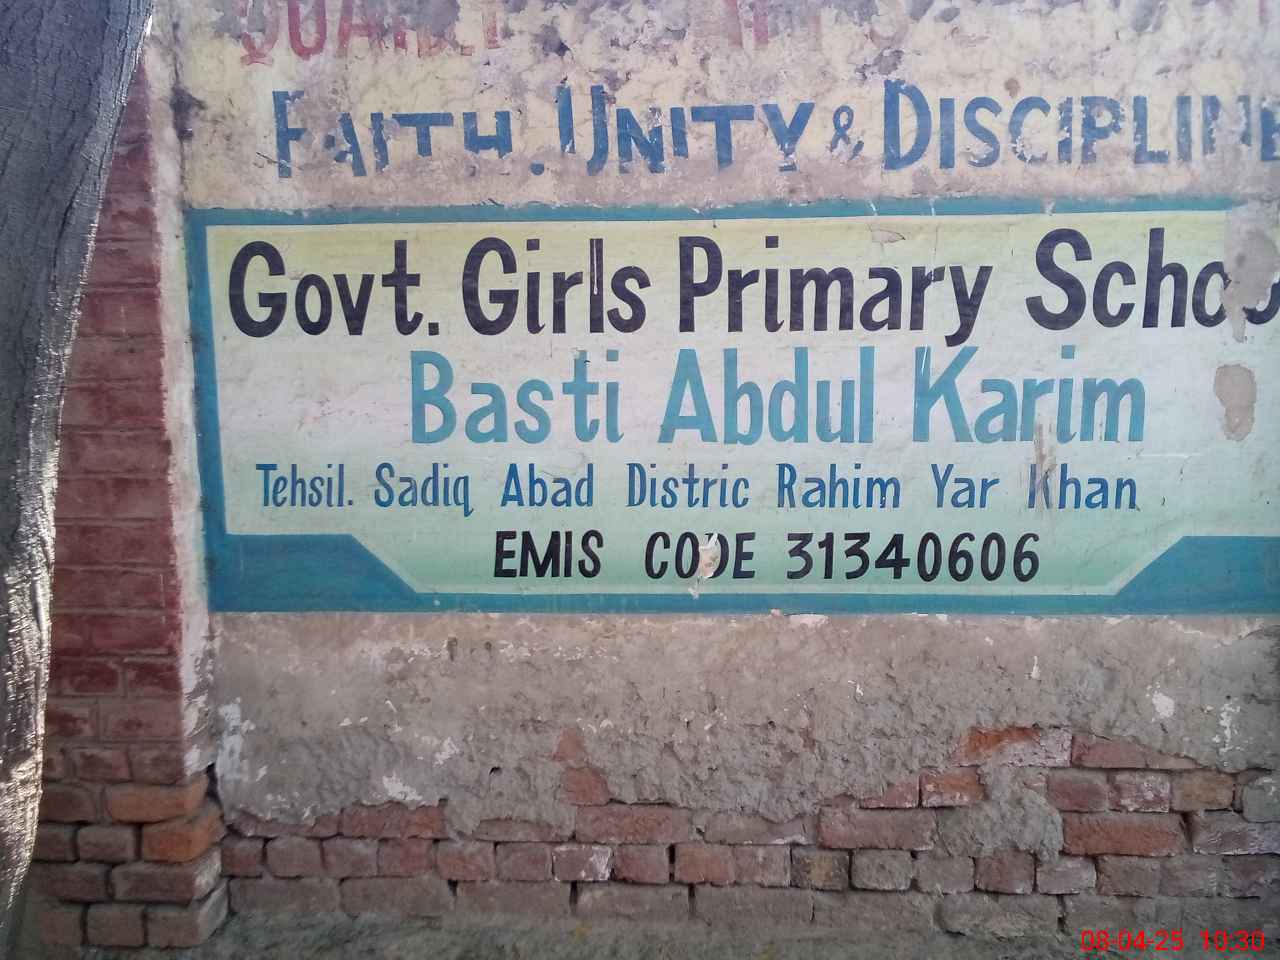 FAITH. UNITY & DISCIPLINE
Govt. Girls Primary School
Basti Abdul Karim
Tehsil. Sadiq Abad Distric Rahim Yar Khan
EMIS CODE 31340606
08-04-25 10:30